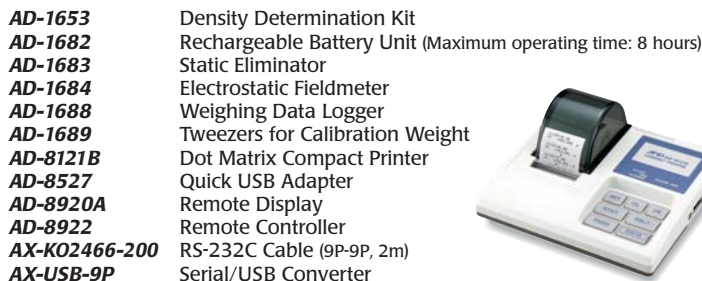 AD-1653 Density Determination Kit
AD-1682 Rechargeable Battery Unit (Maximum operating time: 8 hours)
AD-1683 Static Eliminator
AD-1684 Electrostatic Fieldmeter
AD-1688 Weighing Data Logger
AD-1689 Tweezers for Calibration Weight
AD-8121B Dot Matrix Compact Printer
AD-8527 Quick USB Adapter
AD-8920A Remote Display
AD-8922 Remote Controller
AX-KO2466-200 RS-232C Cable (9P-9P, 2m)
AX-USB-9P Serial/USB Converter